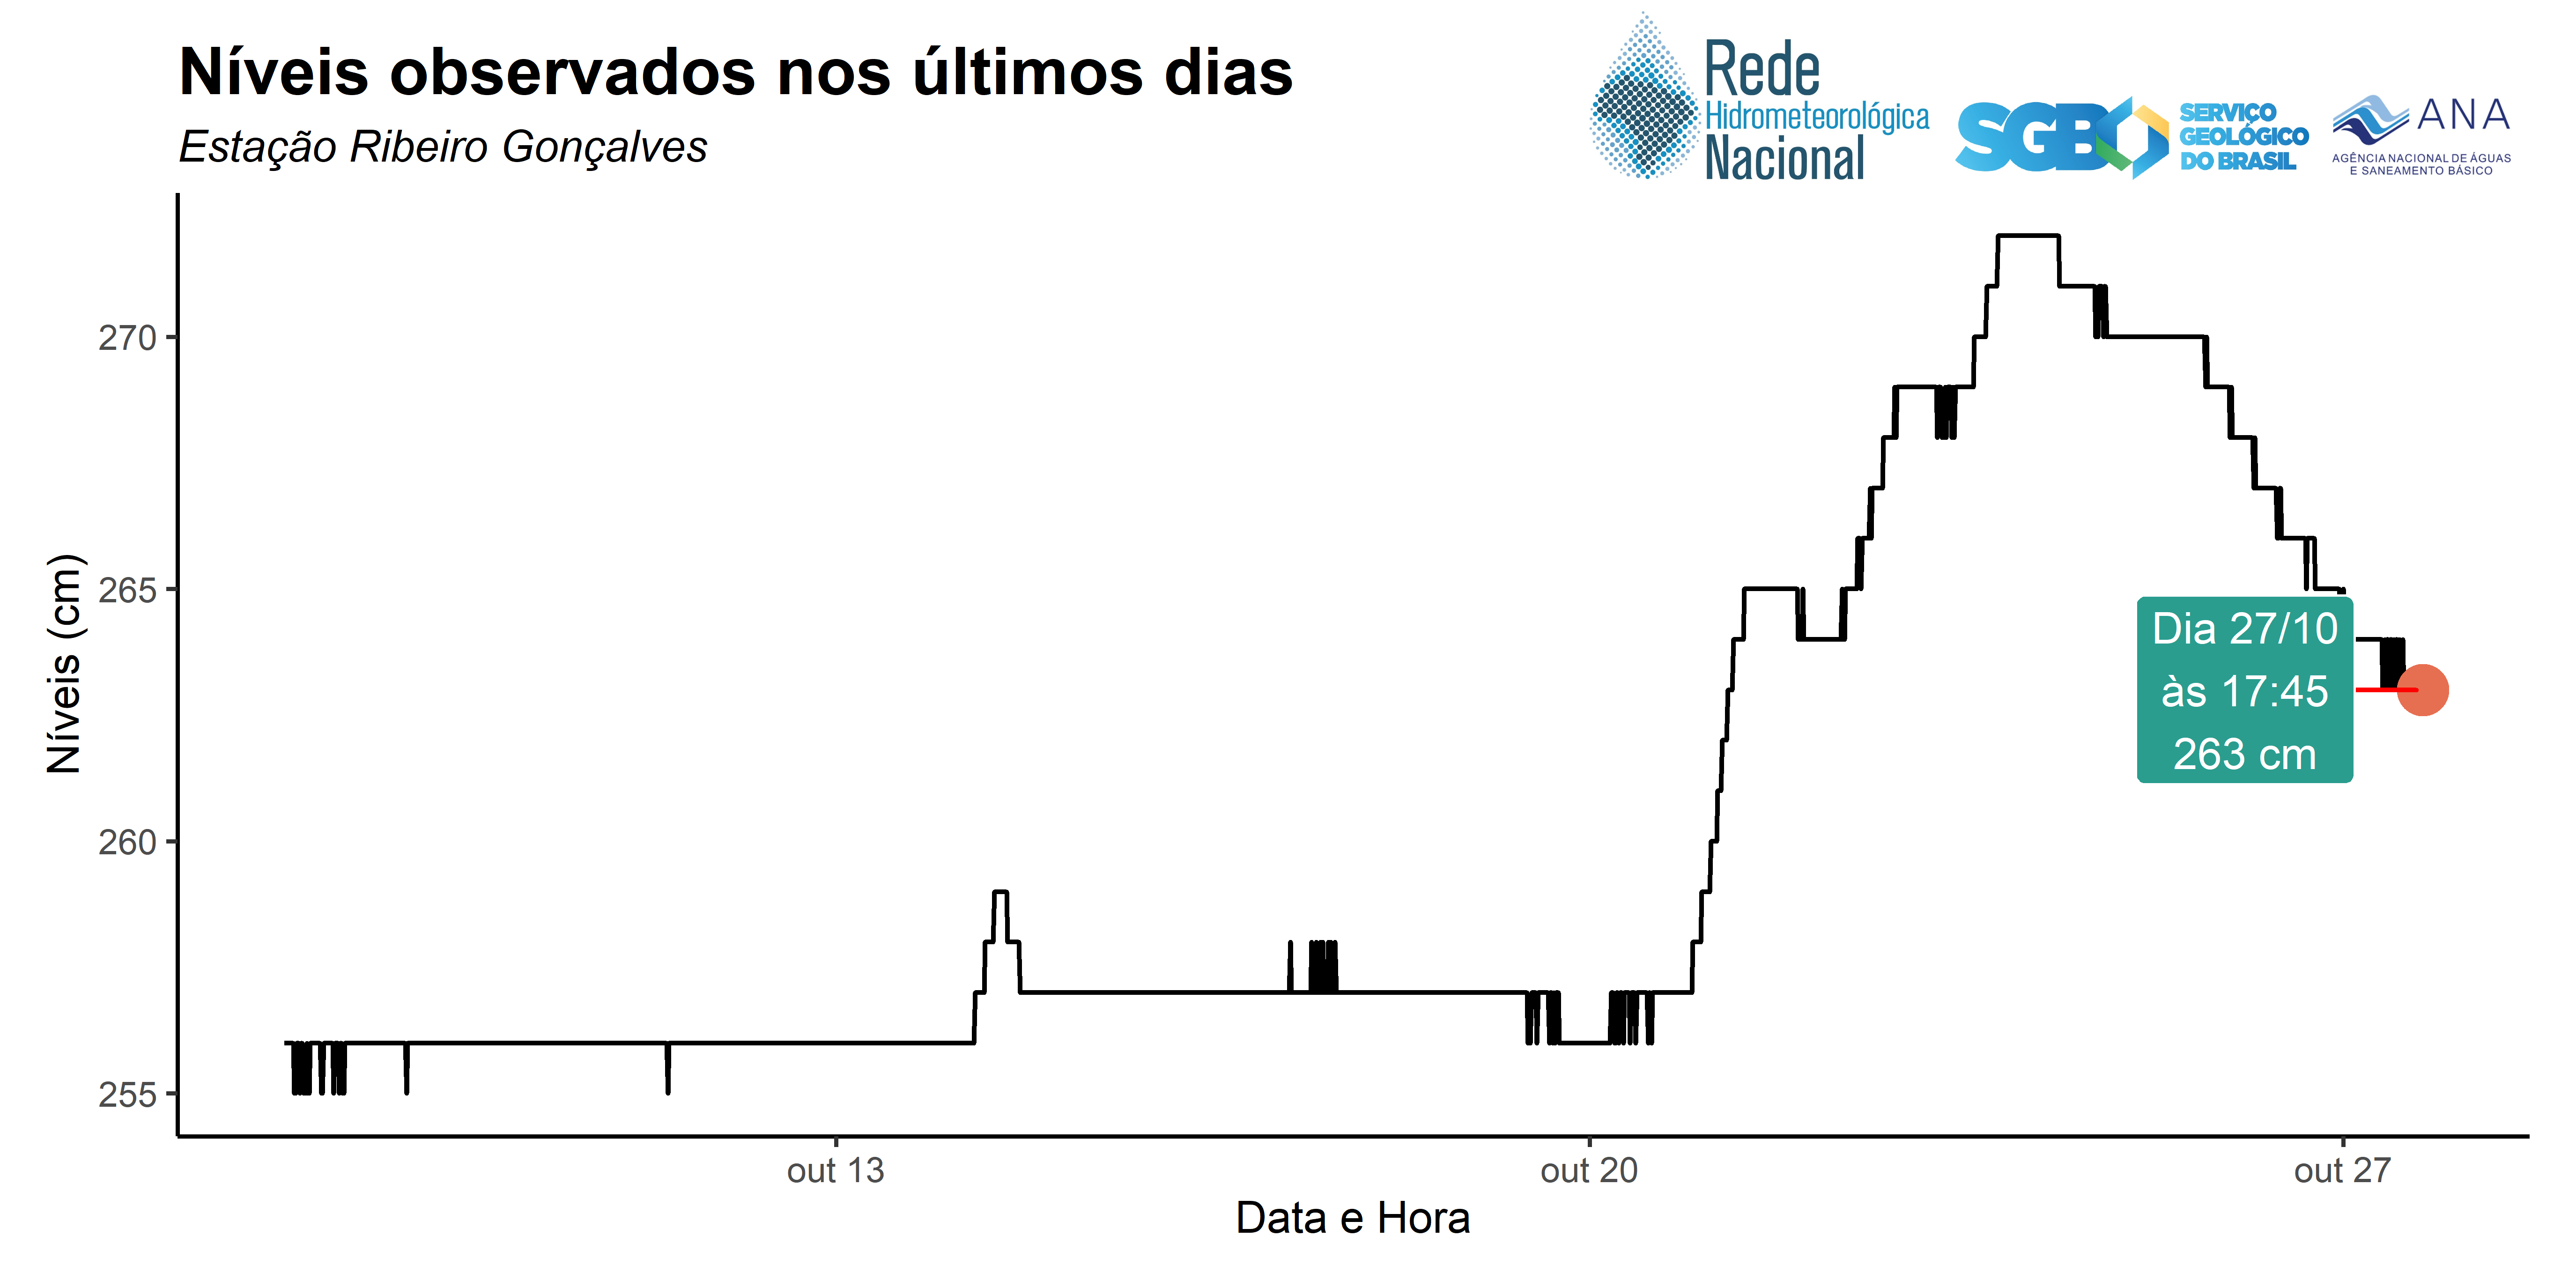 Níveis observados nos últimos dias
Estação Ribeiro Gonçalves
Rede
Hidrometeorológica
Nacional
SGB
SERVIÇO
GEOLÓGICO
DO BRASIL
ANA
AGÊNCIA NACIONAL DE ÁGUAS
E SANEAMENTO BÁSICO
Níveis (cm)
270
265
260
255
Dia 27/10
às 17:45
263 cm
out 13
out 20
out 27
Data e Hora